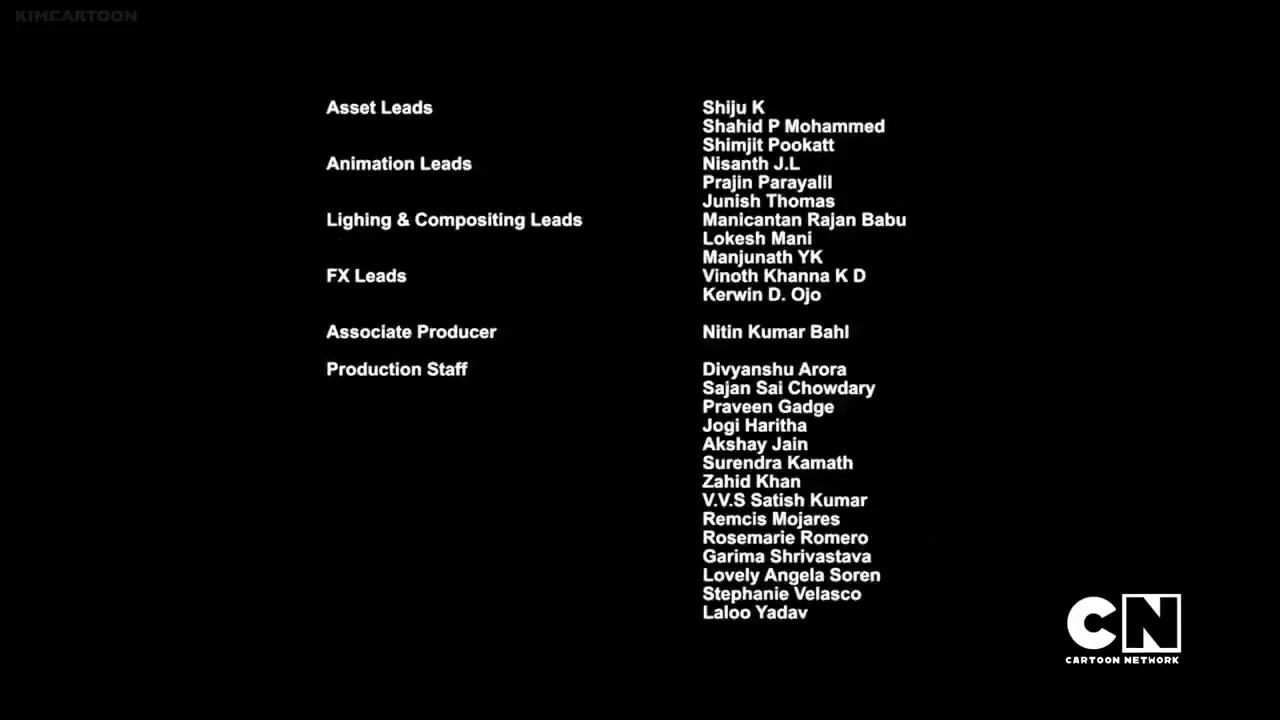 KIMCARTOON
Asset Leads Shiju K
Shahid P Mohammed
Shimjit Pookatt
Animation Leads Nisanth J.L
Prajin Parayalil
Junish Thomas
Lighing & Compositing Leads Manicantan Rajan Babu
Lokesh Mani
Manjunath YK
FX Leads Vinoth Khanna K D
Kerwin D. Ojo
Associate Producer Nitin Kumar Bahl
Production Staff Divyanshu Arora
Sajan Sai Chowdary
Praveen Gadge
Jogi Haritha
Akshay Jain
Surendra Kamath
Zahid Khan
V.V.S Satish Kumar
Remcis Mojares
Rosemarie Romero
Garima Shrivastava
Lovely Angela Soren
Stephanie Velasco
Laloo Yadav
CN
CARTOON NETWORK